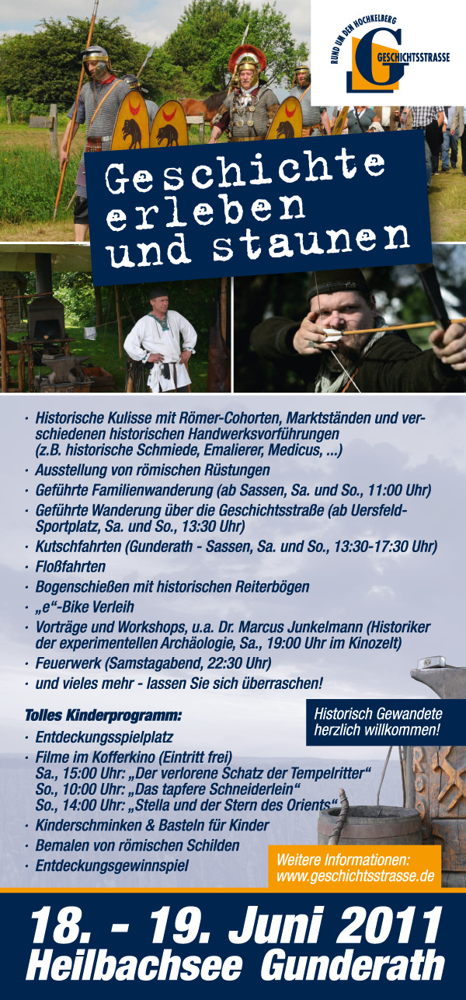 RUND UM DEN HOCHKELBERG
G
GESCHICHTSSTRASSE
Geschichte
erleben
und staunen
· Historische Kulisse mit Römer-Cohorten, Marktständen und ver-
schiedenen historischen Handwerksvorführungen
(z.B. historische Schmiede, Emalierer, Medicus, ...)
· Ausstellung von römischen Rüstungen
· Geführte Familienwanderung (ab Sassen, Sa. und So., 11:00 Uhr)
· Geführte Wanderung über die Geschichtsstraße (ab Uersfeld-
Sportplatz, Sa. und So., 13:30 Uhr)
· Kutschfahrten (Gunderath - Sassen, Sa. und So., 13:30-17:30 Uhr)
· Floßfahrten
· Bogenschießen mit historischen Reiterbögen
· „e“-Bike Verleih
· Vorträge und Workshops, u.a. Dr. Marcus Junkelmann (Historiker
der experimentellen Archäologie, Sa., 19:00 Uhr im Kinozelt)
· Feuerwerk (Samstagabend, 22:30 Uhr)
· und vieles mehr - lassen Sie sich überraschen!
Tolles Kinderprogramm:
· Entdeckungsspielplatz
· Filme im Kofferkino (Eintritt frei)
Sa., 15:00 Uhr: „Der verlorene Schatz der Tempelritter“
So., 10:00 Uhr: „Das tapfere Schneiderlein“
So., 14:00 Uhr: „Stella und der Stern des Orients“
· Kinderschminken & Basteln für Kinder
· Bemalen von römischen Schilden
· Entdeckungsgewinnspiel
Historisch Gewandete
herzlich willkommen!
Weitere Informationen:
www.geschichtsstrasse.de
18. - 19. Juni 2011
Heilbachsee Gunderath